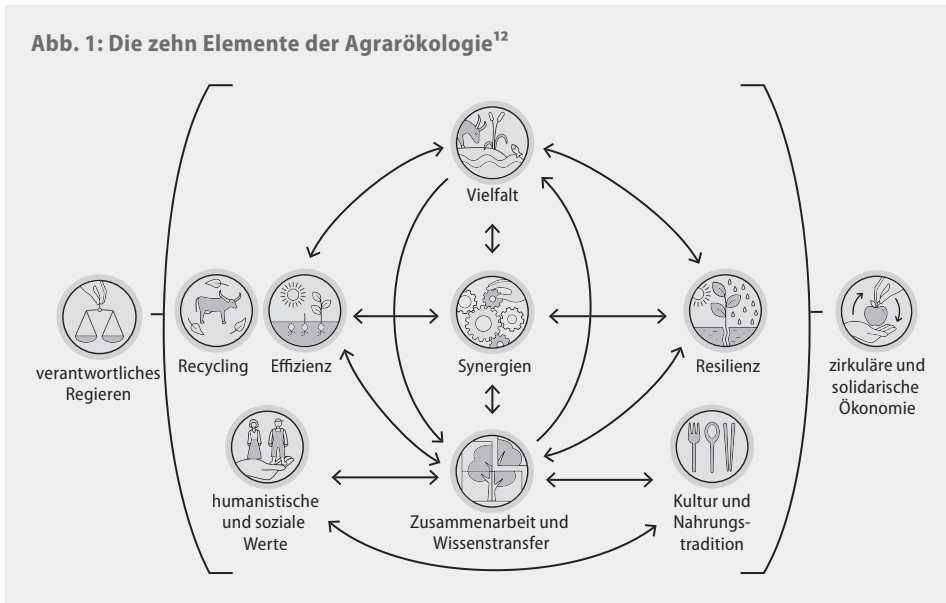 Abb. 1: Die zehn Elemente der Agrarökologie¹²
Vielfalt
verantwortliches
Regieren
Recycling
Effizienz
Synergien
Resilienz
zirkuläre und
solidarische
Ökonomie
humanistische
und soziale
Werte
Zusammenarbeit und
Wissenstransfer
Kultur und
Nahrungs-
tradition